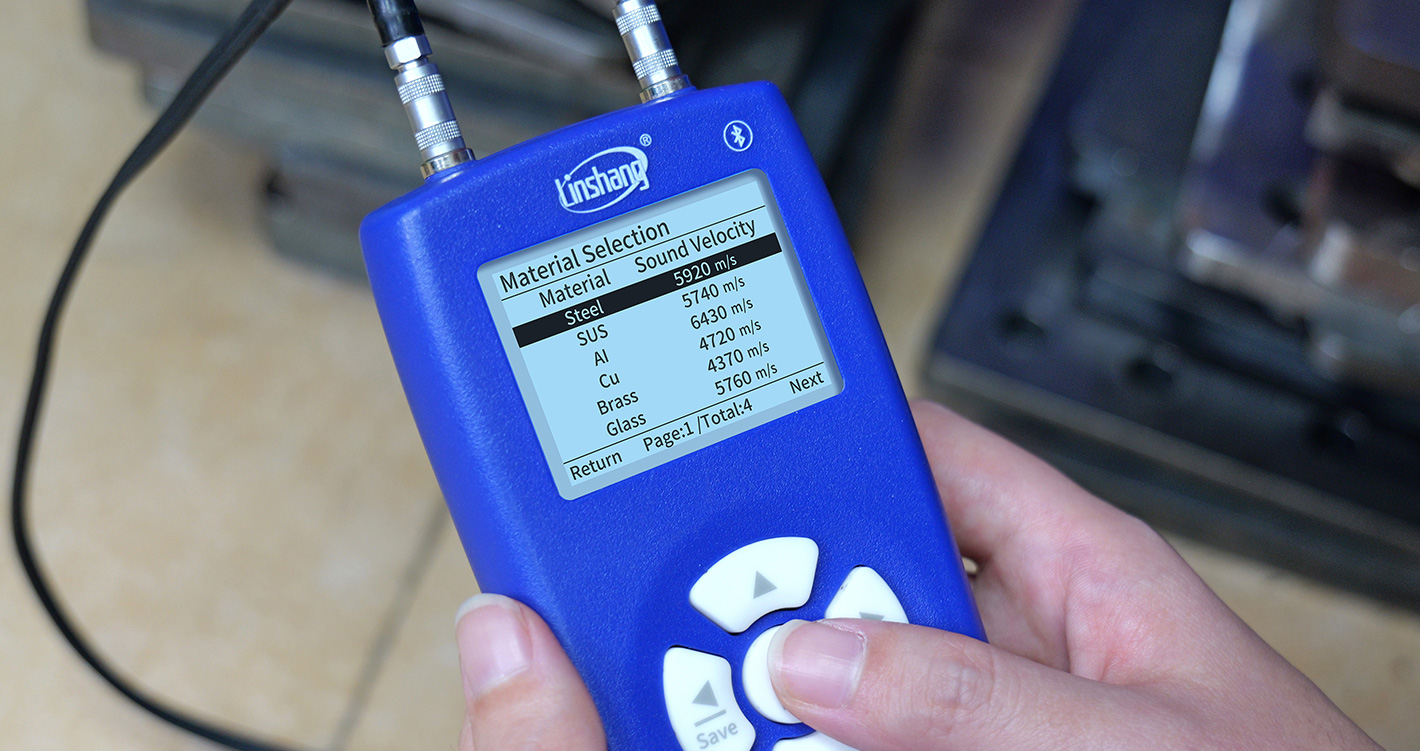 Linshang®
Material Selection
Material Sound Velocity
Steel 5920 m/s
SUS 5740 m/s
Al 6430 m/s
Cu 4720 m/s
Brass 4370 m/s
Glass 5760 m/s
Return Page:1 /Total:4 Next
Save